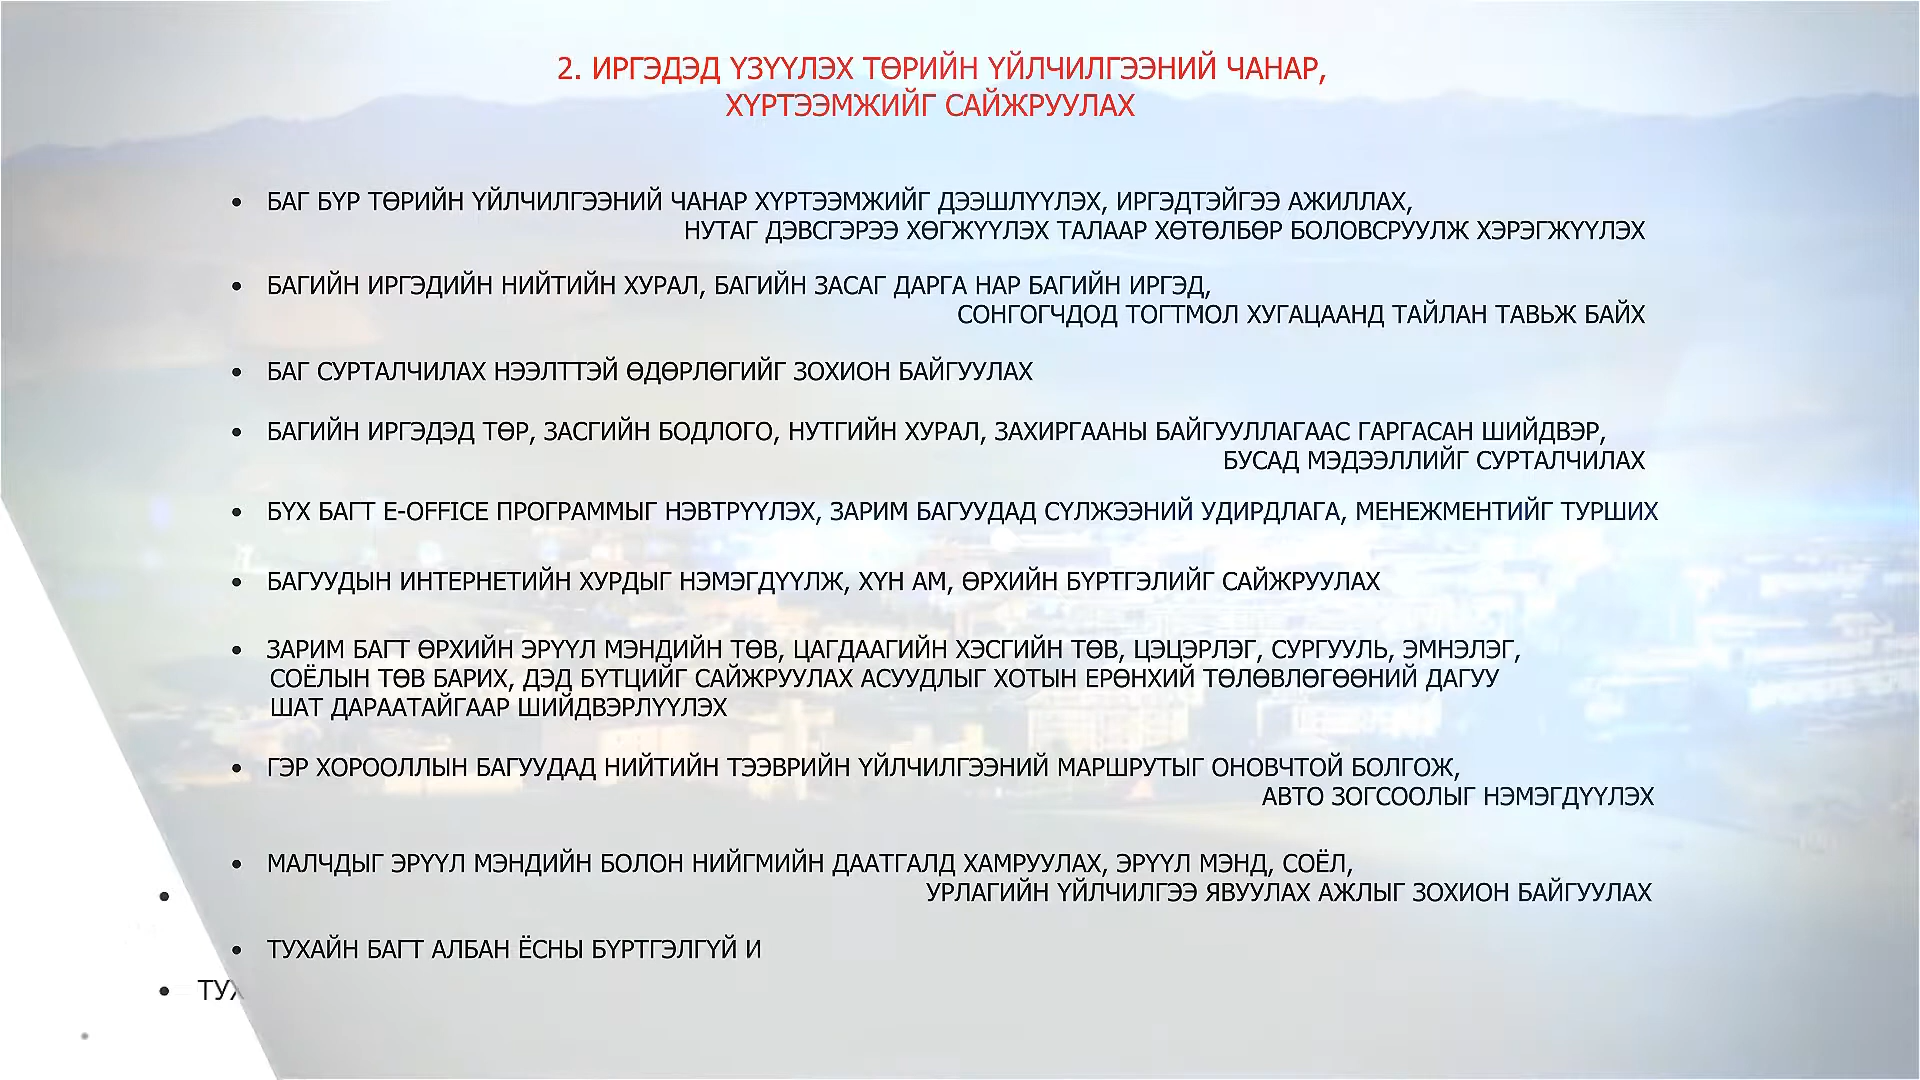 2. ИРГЭДЭД ҮЗҮҮЛЭХ ТӨРИЙН ҮЙЛЧИЛГЭЭНИЙ ЧАНАР,
ХҮРТЭЭМЖИЙГ САЙЖРУУЛАХ
• БАГ БҮР ТӨРИЙН ҮЙЛЧИЛГЭЭНИЙ ЧАНАР ХҮРТЭЭМЖИЙГ ДЭЭШЛҮҮЛЭХ, ИРГЭДТЭЙГЭЭ АЖИЛЛАХ,
НУТАГ ДЭВСГЭРЭЭ ХӨГЖҮҮЛЭХ ТАЛААР ХӨТӨЛБӨР БОЛОВСРУУЛЖ ХЭРЭГЖҮҮЛЭХ
• БАГИЙН ИРГЭДИЙН НИЙТИЙН ХУРАЛ, БАГИЙН ЗАСАГ ДАРГА НАР БАГИЙН ИРГЭД,
СОНГОГЧДОД ТОГТМОЛ ХУГАЦААНД ТАЙЛАН ТАВЬЖ БАЙХ
• БАГ СУРТАЛЧИЛАХ НЭЭЛТТЭЙ ӨДӨРЛӨГИЙГ ЗОХИОН БАЙГУУЛАХ
• БАГИЙН ИРГЭДЭД ТӨР, ЗАСГИЙН БОДЛОГО, НУТГИЙН ХУРАЛ, ЗАХИРГААНЫ БАЙГУУЛЛАГААС ГАРГАСАН ШИЙДВЭР,
БУСАД МЭДЭЭЛЛИЙГ СУРТАЛЧИЛАХ
• БҮХ БАГТ E-OFFICE ПРОГРАММЫГ НЭВТРҮҮЛЭХ, ЗАРИМ БАГУУДАД СҮЛЖЭЭНИЙ УДИРДЛАГА, МЕНЕЖМЕНТИЙГ ТУРШИХ
• БАГУУДЫН ИНТЕРНЕТИЙН ХУРДЫГ НЭМЭГДҮҮЛЖ, ХҮН АМ, ӨРХИЙН БҮРТГЭЛИЙГ САЙЖРУУЛАХ
• ЗАРИМ БАГТ ӨРХИЙН ЭРҮҮЛ МЭНДИЙН ТӨВ, ЦАГДААГИЙН ХЭСГИЙН ТӨВ, ЦЭЦЭРЛЭГ, СУРГУУЛЬ, ЭМНЭЛЭГ,
СОЁЛЫН ТӨВ БАРИХ, ДЭД БҮТЦИЙГ САЙЖРУУЛАХ АСУУДЛЫГ ХОТЫН ЕРӨНХИЙ ТӨЛӨВЛӨГӨӨНИЙ ДАГУУ
ШАТ ДАРААТАЙГААР ШИЙДВЭРЛҮҮЛЭХ
• ГЭР ХОРООЛЛЫН БАГУУДАД НИЙТИЙН ТЭЭВРИЙН ҮЙЛЧИЛГЭЭНИЙ МАРШРУТЫГ ОНОВЧТОЙ БОЛГОЖ,
АВТО ЗОГСООЛЫГ НЭМЭГДҮҮЛЭХ
• МАЛЧДЫГ ЭРҮҮЛ МЭНДИЙН БОЛОН НИЙГМИЙН ДААТГАЛД ХАМРУУЛАХ, ЭРҮҮЛ МЭНД, СОЁЛ,
УРЛАГИЙН ҮЙЛЧИЛГЭЭ ЯВУУЛАХ АЖЛЫГ ЗОХИОН БАЙГУУЛАХ
• ТУХАЙН БАГТ АЛБАН ЁСНЫ БҮРТГЭЛГҮЙ И
• ТУХ